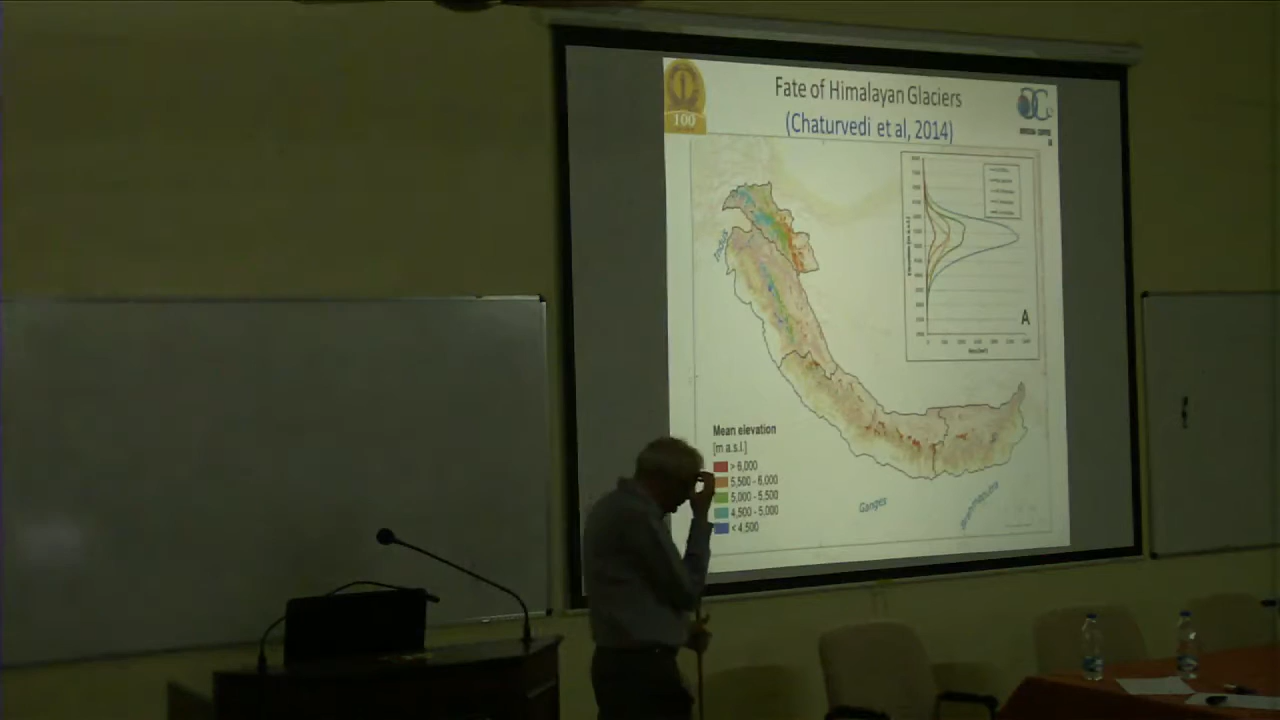 Fate of Himalayan Glaciers
(Chaturvedi et al, 2014)
100
A
Mean elevation
[m a.s.l.]
> 6,000
5,500 - 6,000
5,000 - 5,500
4,500 - 5,000
< 4,500
Ganges
Brahmaputra